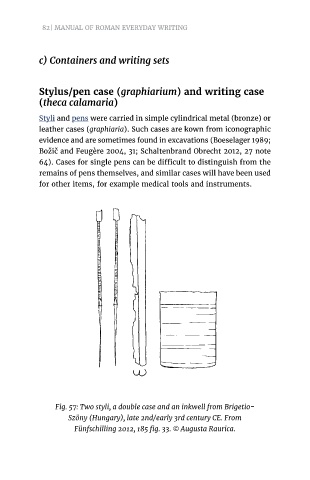 82| MANUAL OF ROMAN EVERYDAY WRITING
c) Containers and writing sets
Stylus/pen case (graphiarium) and writing case
(theca calamaria)
Styli and pens were carried in simple cylindrical metal (bronze) or
leather cases (graphiaria). Such cases are kown from iconographic
evidence and are sometimes found in excavations (Boeselager 1989;
Božič and Feugère 2004, 31; Schaltenbrand Obrecht 2012, 27 note
64). Cases for single pens can be difficult to distinguish from the
remains of pens themselves, and similar cases will have been used
for other items, for example medical tools and instruments.
Fig. 57: Two styli, a double case and an inkwell from Brigetio-
Szőny (Hungary), late 2nd/early 3rd century CE. From
Fünfschilling 2012, 185 fig. 33. © Augusta Raurica.